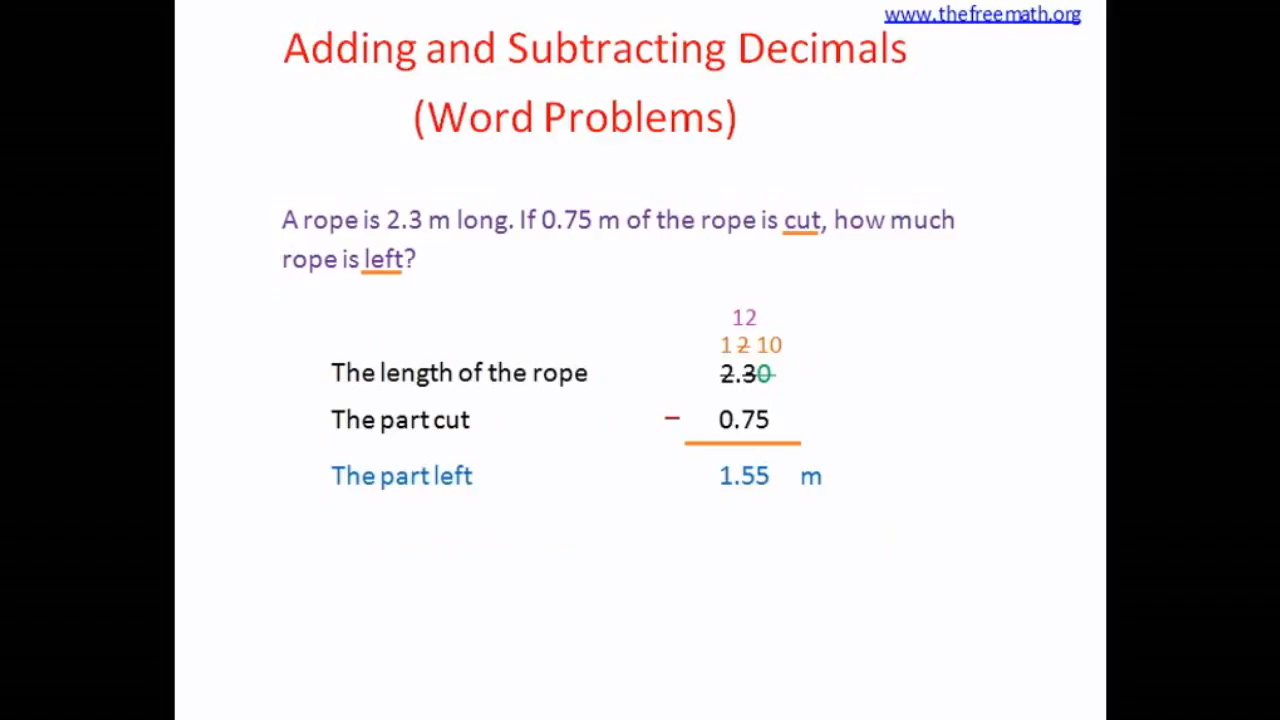 www.thefreemath.org
Adding and Subtracting Decimals
(Word Problems)
A rope is 2.3 m long. If 0.75 m of the rope is cut, how much
rope is left?
12
1 2 10
The length of the rope 2.30
The part cut − 0.75
The part left 1.55 m